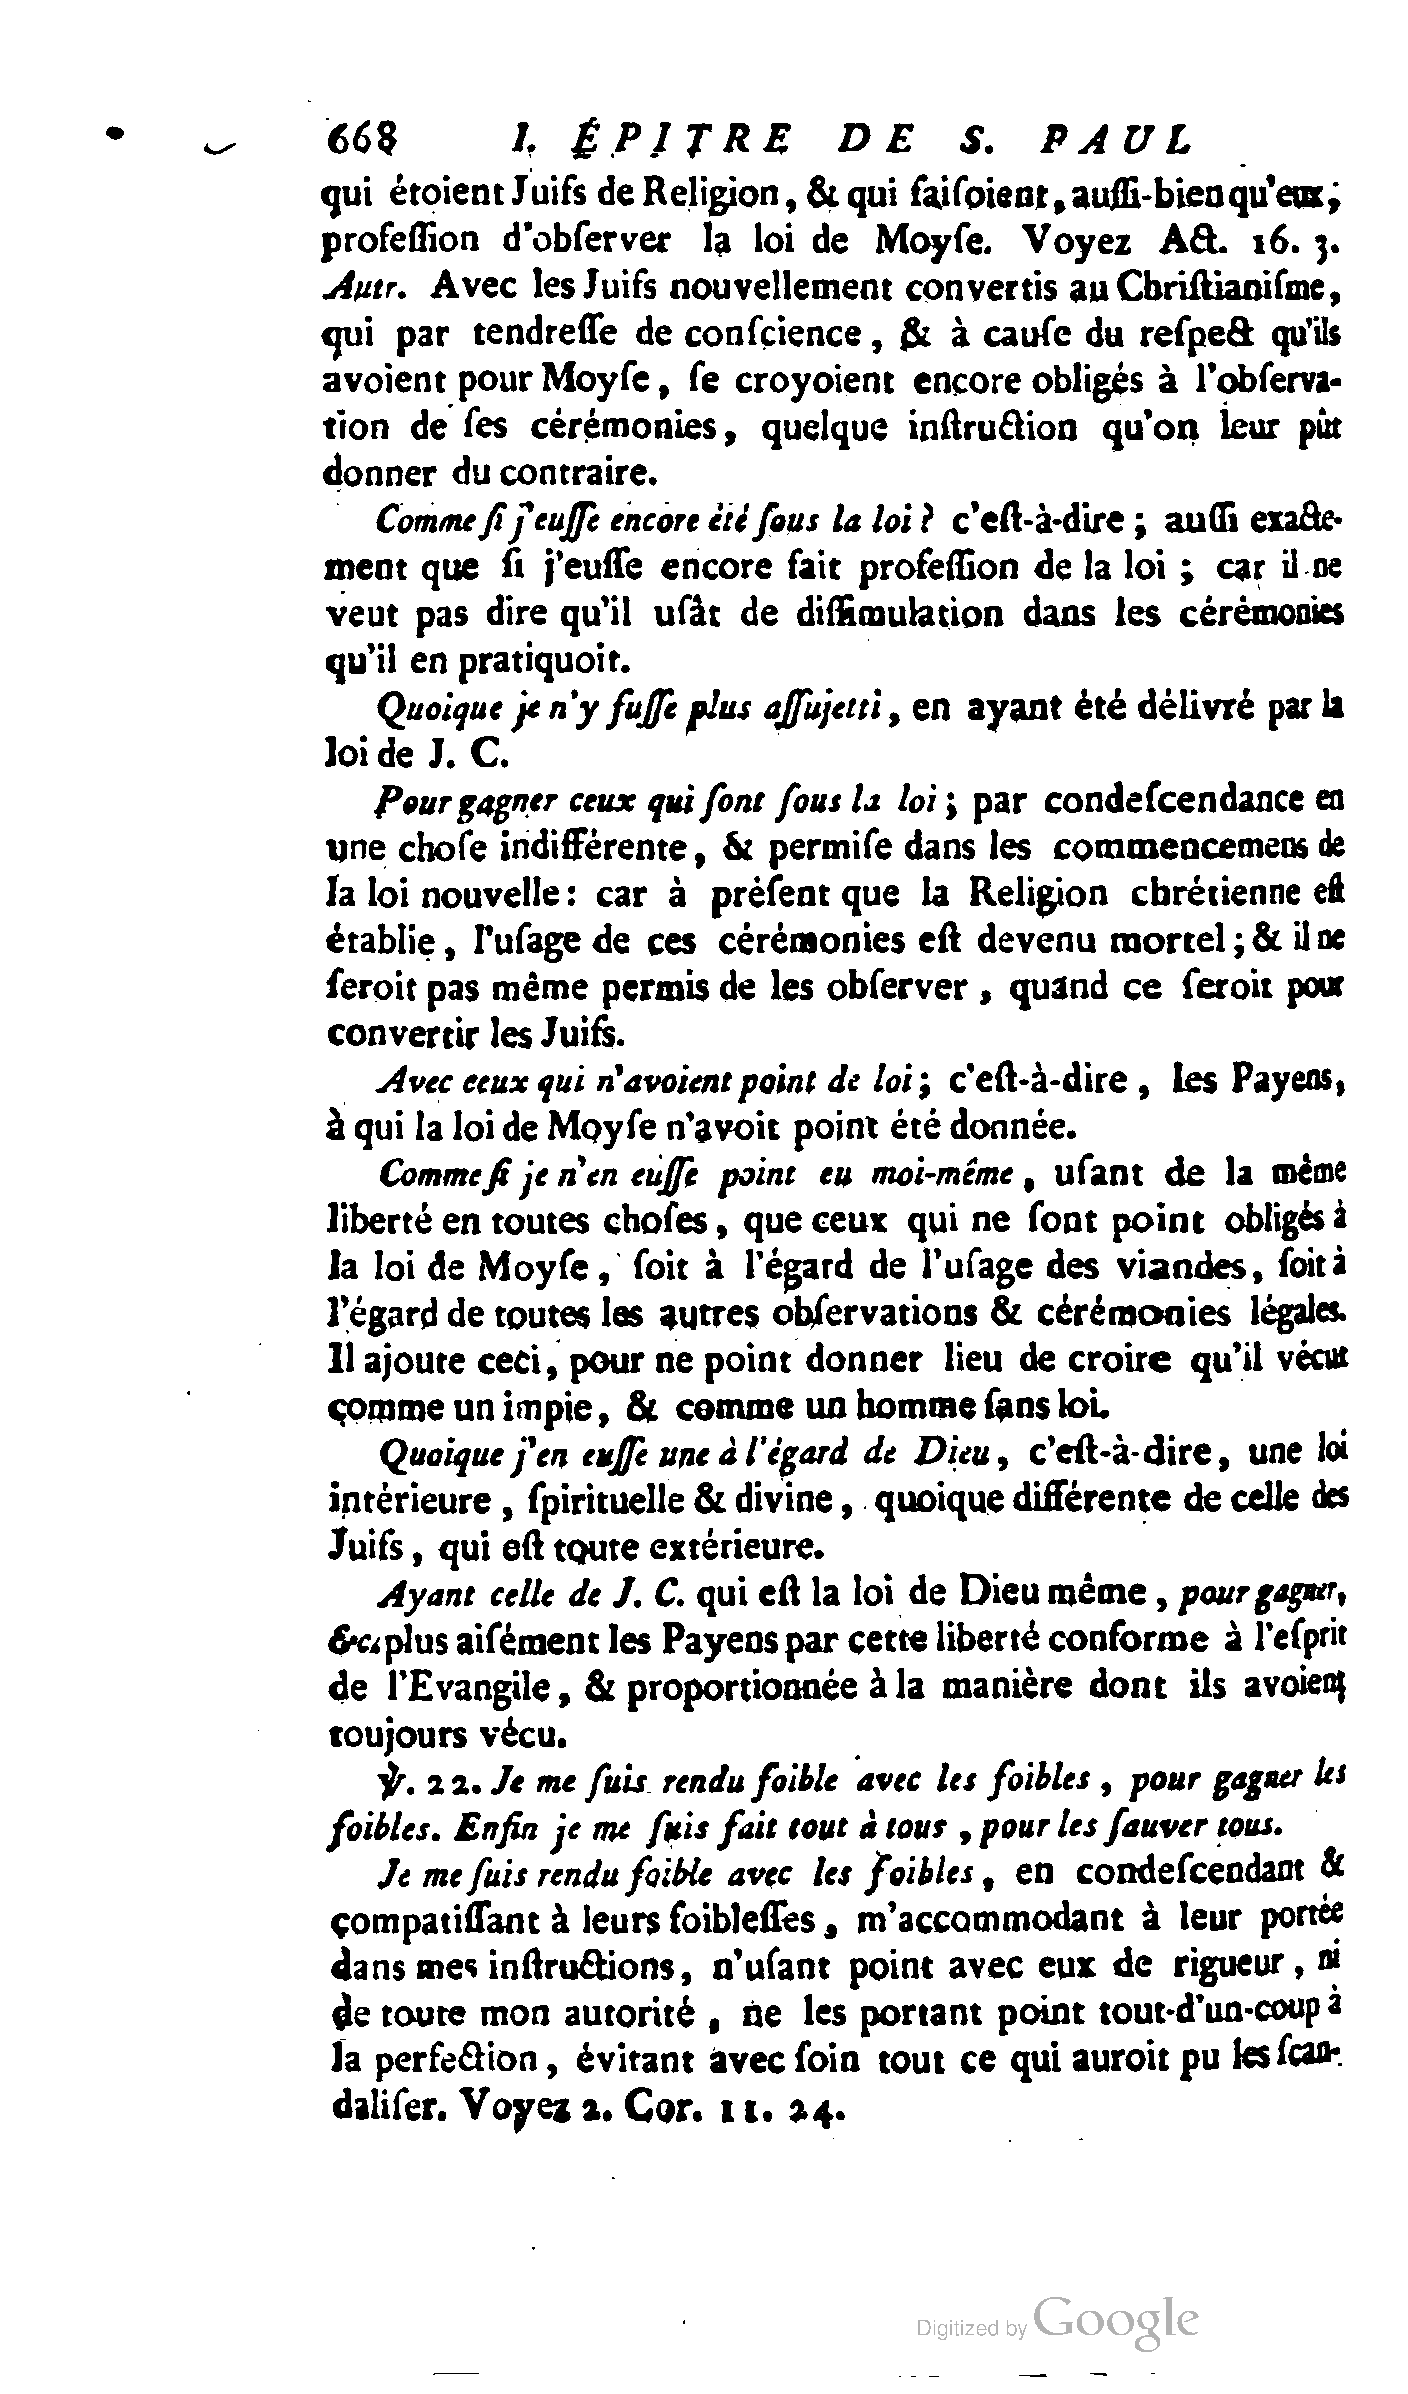 668 I. ÉPITRE DE S. PAUL
qui étoient Juifs de Religion, & qui faiſoient, auſſi-bien qu'eux,
profeſſion d'obſerver la loi de Moyſe. Voyez Act. 16. 3.
Autr. Avec les Juifs nouvellement convertis au Chriſtianiſme,
qui par tendreſſe de conſcience, & à cauſe du reſpect qu'ils
avoient pour Moyſe, ſe croyoient encore obligés à l'obſerva-
tion de ſes cérémonies, quelque inſtruction qu'on leur pût
donner du contraire.
Comme ſi j'euſſe encore été ſous la loi ? c'eſt-à-dire ; auſſi exacte-
ment que ſi j'euſſe encore fait profeſſion de la loi ; car il ne
veut pas dire qu'il uſât de diſſimulation dans les cérémonies
qu'il en pratiquoit.
Quoique je n'y fuſſe plus aſſujetti, en ayant été délivré par la
loi de J. C.
Pour gagner ceux qui ſont ſous la loi ; par condeſcendance en
une choſe indifférente, & permiſe dans les commencemens de
la loi nouvelle : car à préſent que la Religion chrétienne eſt
établie, l'uſage de ces cérémonies eſt devenu mortel ; & il ne
ſeroit pas même permis de les obſerver, quand ce ſeroit pour
convertir les Juifs.
Avec ceux qui n'avoient point de loi ; c'eſt-à-dire, les Payens,
à qui la loi de Moyſe n'avoit point été donnée.
Comme ſi je n'en euſſe point eu moi-même, uſant de la même
liberté en toutes choſes, que ceux qui ne ſont point obligés à
la loi de Moyſe, ſoit à l'égard de l'uſage des viandes, ſoit à
l'égard de toutes les autres obſervations & cérémonies légales.
Il ajoute ceci, pour ne point donner lieu de croire qu'il vécut
comme un impie, & comme un homme ſans loi.
Quoique j'en euſſe une à l'égard de Dieu, c'eſt-à-dire, une loi
intérieure, ſpirituelle & divine, quoique différente de celle des
Juifs, qui eſt toute extérieure.
Ayant celle de J. C. qui eſt la loi de Dieu même, pour gagner,
&c. plus aiſément les Payens par cette liberté conforme à l'eſprit
de l'Evangile, & proportionnée à la manière dont ils avoient
toujours vécu.
℣. 22. Je me ſuis rendu foible avec les foibles, pour gagner les
foibles. Enfin je me ſuis fait tout à tous, pour les ſauver tous.
Je me ſuis rendu foible avec les foibles, en condeſcendant &
compatiſſant à leurs foibleſſes, m'accommodant à leur portée
dans mes inſtructions, n'uſant point avec eux de rigueur, ni
de toute mon autorité, ne les portant point tout-d'un-coup à
la perfection, évitant avec ſoin tout ce qui auroit pu les ſcan-
daliſer. Voyez 2. Cor. 11. 24.
Digitized by Google